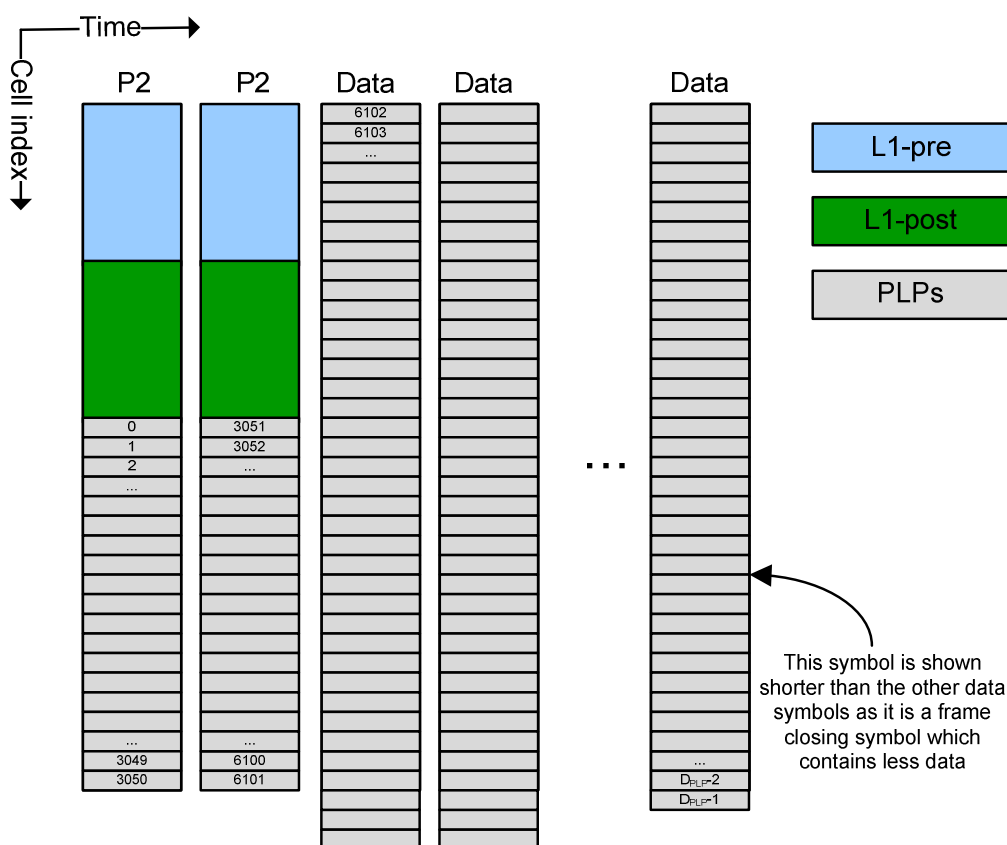 Time
Cell index
P2
P2
Data
Data
Data
0
1
2
...
...
3049
3050
3051
3052
...
...
6100
6101
6102
6103
...
...
...
DPLP-2
DPLP-1
L1-pre
L1-post
PLPs
This symbol is shown
shorter than the other data
symbols as it is a frame
closing symbol which
contains less data